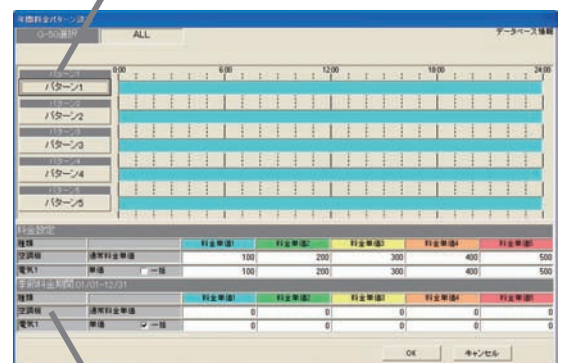 年間料金パターン設定
G-50選択 ALL データベース情報
0:00 6:00 12:00 18:00 24:00
パターン1
パターン1
パターン2
パターン2
パターン3
パターン3
パターン4
パターン4
パターン5
パターン5
料金設定
種類 料金単価1 料金単価2 料金単価3 料金単価4 料金単価5
空調機 通常料金単価 100 200 300 400 500
電気1 単価 一括 100 200 300 400 500
季節料金期間 01/01-12/31
種類 料金単価1 料金単価2 料金単価3 料金単価4 料金単価5
空調機 通常料金単価 0 0 0 0 0
電気1 単価 一括 0 0 0 0 0
OK キャンセル